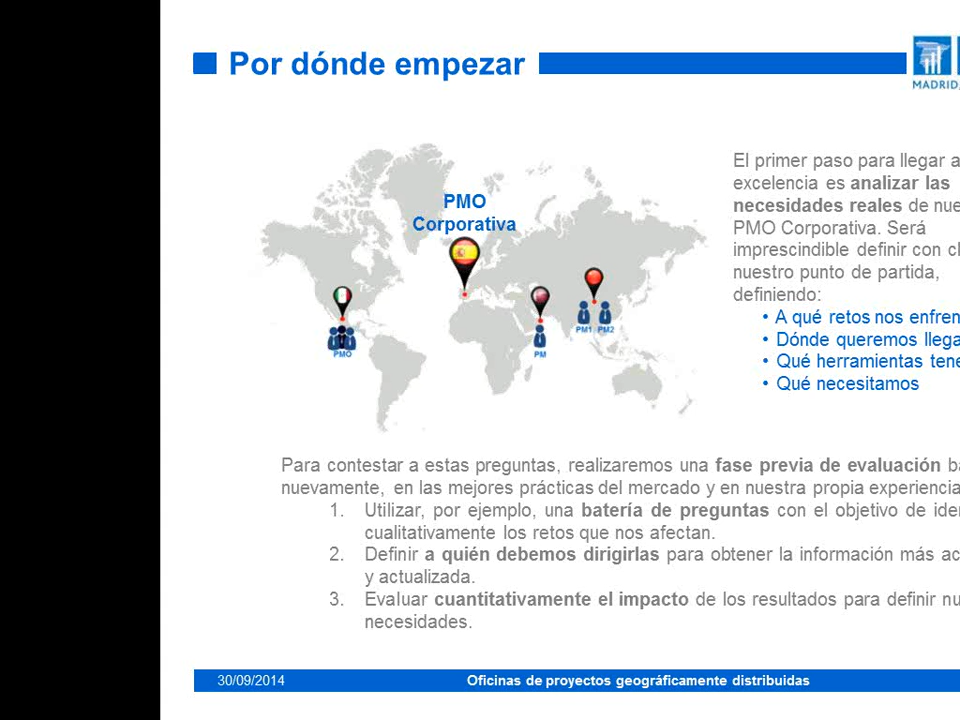 Por dónde empezar
MADRID,
PMO
Corporativa
PMO
PM
PM1 PM2
El primer paso para llegar a
excelencia es analizar las
necesidades reales de nue
PMO Corporativa. Será
imprescindible definir con cl
nuestro punto de partida,
definiendo:
• A qué retos nos enfren
• Dónde queremos llega
• Qué herramientas tene
• Qué necesitamos
Para contestar a estas preguntas, realizaremos una fase previa de evaluación ba
nuevamente, en las mejores prácticas del mercado y en nuestra propia experiencia
1. Utilizar, por ejemplo, una batería de preguntas con el objetivo de iden
cualitativamente los retos que nos afectan.
2. Definir a quién debemos dirigirlas para obtener la información más ac
y actualizada.
3. Evaluar cuantitativamente el impacto de los resultados para definir nu
necesidades.
30/09/2014
Oficinas de proyectos geográficamente distribuidas